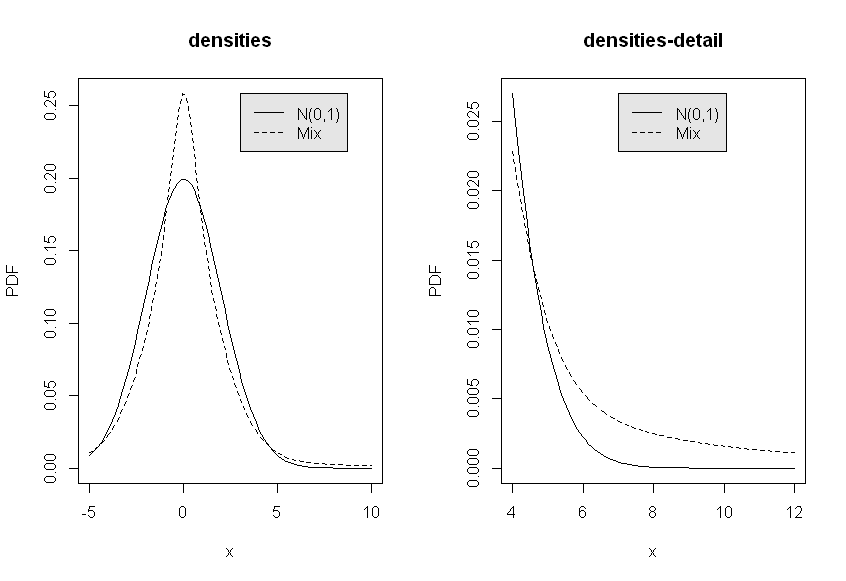 densities
PDF
0.00
0.05
0.10
0.15
0.20
0.25
N(0,1)
Mix
-5
0
5
10
x
densities-detail
PDF
0.000
0.005
0.010
0.015
0.020
0.025
N(0,1)
Mix
4
6
8
10
12
x